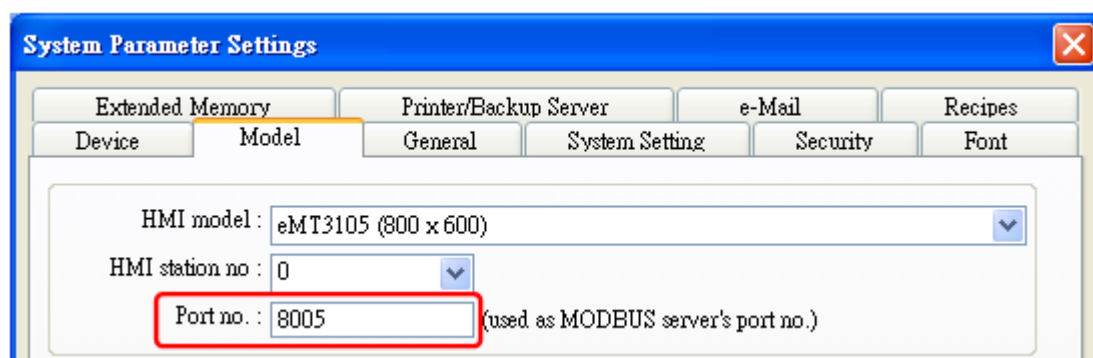 System Parameter Settings
Extended Memory Printer/Backup Server e-Mail Recipes
Device Model General System Setting Security Font
HMI model : eMT3105 (800 x 600)
HMI station no : 0
Port no. : 8005 (used as MODBUS server's port no.)